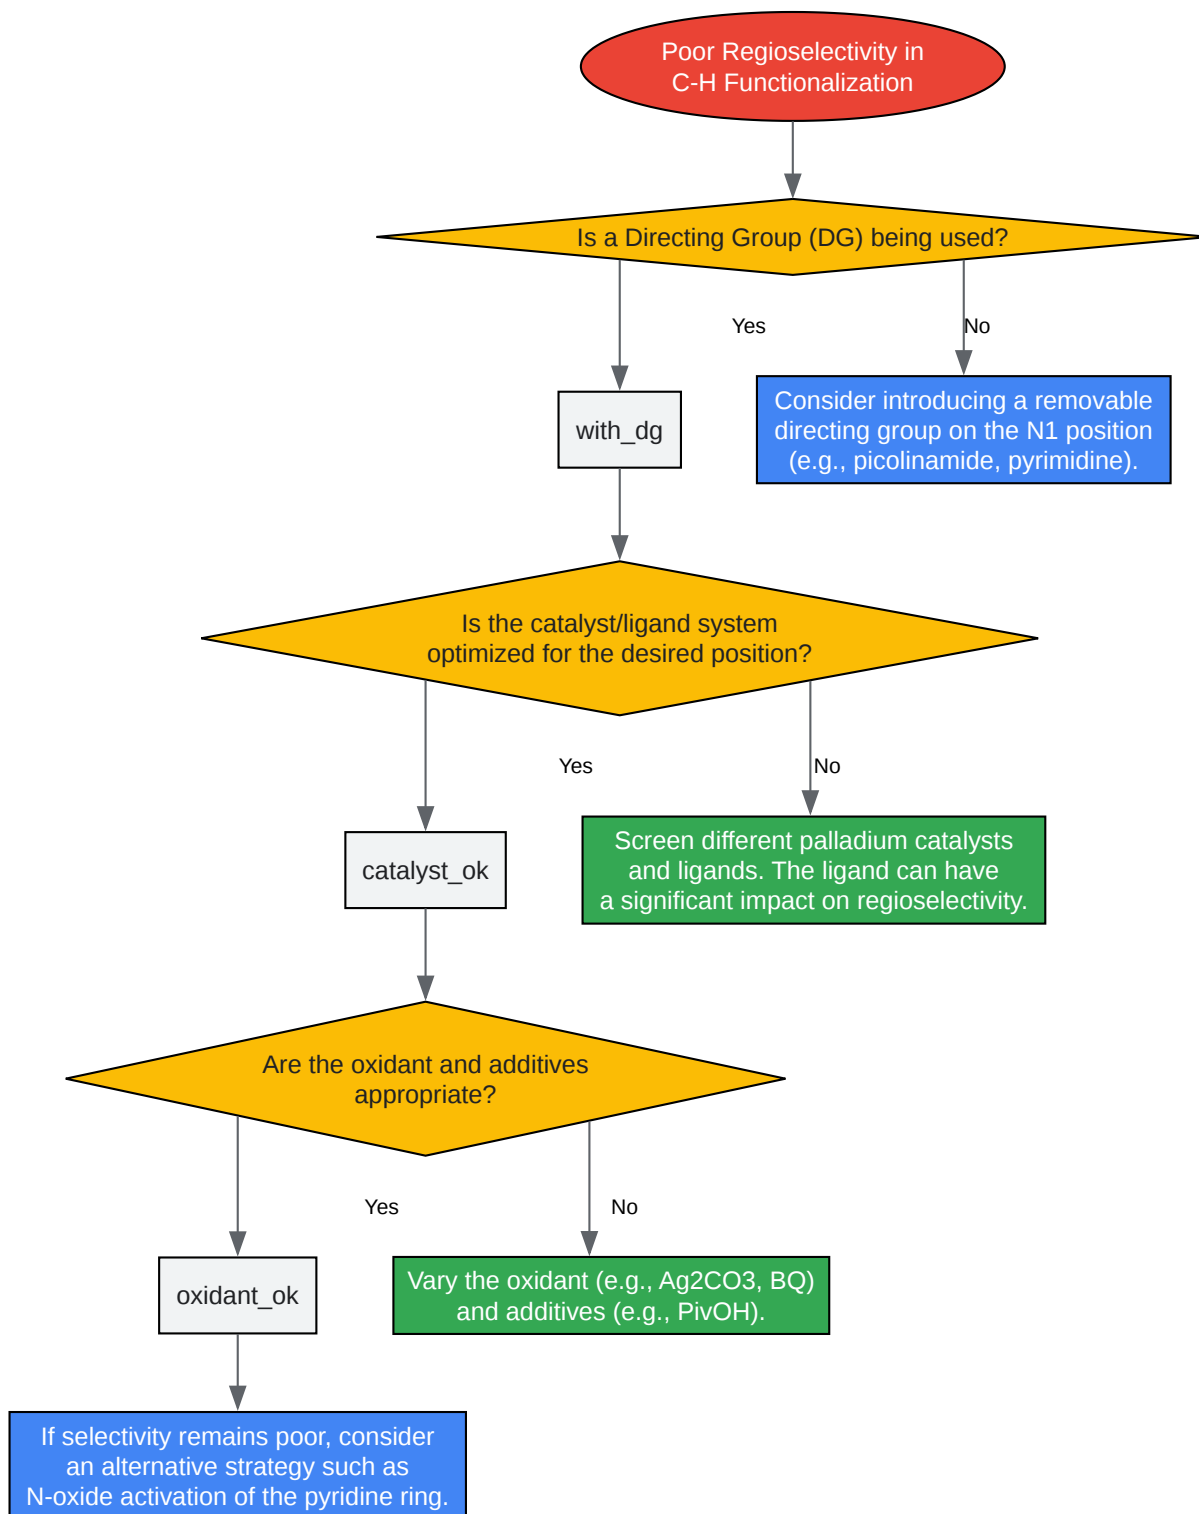 Poor Regioselectivity in
C-H Functionalization
Is a Directing Group (DG) being used?
Yes
No
with_dg
Consider introducing a removable
directing group on the N1 position
(e.g., picolinamide, pyrimidine).
Is the catalyst/ligand system
optimized for the desired position?
Yes
No
catalyst_ok
Screen different palladium catalysts
and ligands. The ligand can have
a significant impact on regioselectivity.
Are the oxidant and additives
appropriate?
Yes
No
oxidant_ok
Vary the oxidant (e.g., Ag2CO3, BQ)
and additives (e.g., PivOH).
If selectivity remains poor, consider
an alternative strategy such as
N-oxide activation of the pyridine ring.